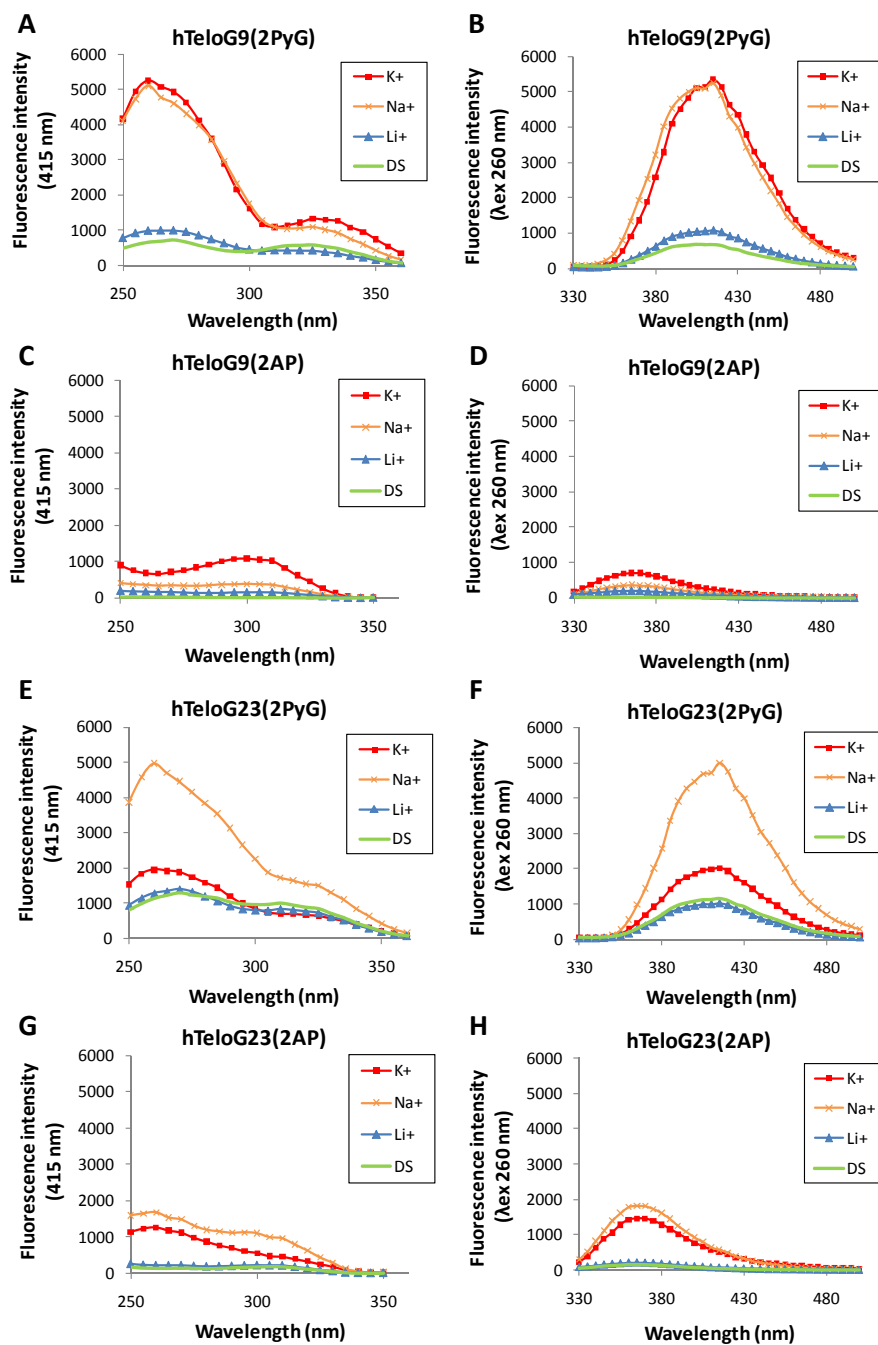 A
hTeloG9(2PyG)
Fluorescence intensity
(415 nm)
6000
5000
4000
3000
2000
1000
0
250
300
350
Wavelength (nm)
K+
Na+
Li+
DS
B
hTeloG9(2PyG)
Fluorescence intensity
(λex 260 nm)
6000
5000
4000
3000
2000
1000
0
330
380
430
480
Wavelength (nm)
K+
Na+
Li+
DS
C
hTeloG9(2AP)
Fluorescence intensity
(415 nm)
6000
5000
4000
3000
2000
1000
0
250
300
350
Wavelength (nm)
K+
Na+
Li+
DS
D
hTeloG9(2AP)
Fluorescence intensity
(λex 260 nm)
6000
5000
4000
3000
2000
1000
0
330
380
430
480
Wavelength (nm)
K+
Na+
Li+
DS
E
hTeloG23(2PyG)
Fluorescence intensity
(415 nm)
6000
5000
4000
3000
2000
1000
0
250
300
350
Wavelength (nm)
K+
Na+
Li+
DS
F
hTeloG23(2PyG)
Fluorescence intensity
(λex 260 nm)
6000
5000
4000
3000
2000
1000
0
330
380
430
480
Wavelength (nm)
K+
Na+
Li+
DS
G
hTeloG23(2AP)
Fluorescence intensity
(415 nm)
6000
5000
4000
3000
2000
1000
0
250
300
350
Wavelength (nm)
K+
Na+
Li+
DS
H
hTeloG23(2AP)
Fluorescence intensity
(λex 260 nm)
6000
5000
4000
3000
2000
1000
0
330
380
430
480
Wavelength (nm)
K+
Na+
Li+
DS